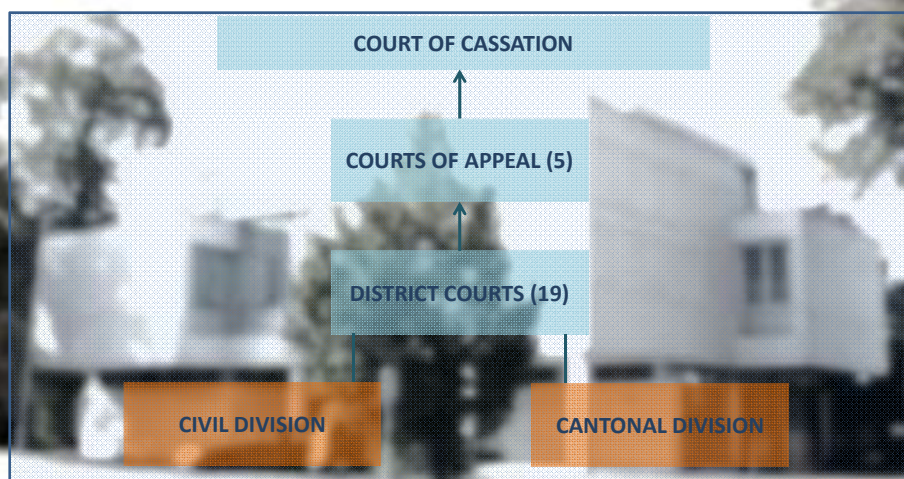 COURT OF CASSATION
COURTS OF APPEAL (5)
DISTRICT COURTS (19)
CIVIL DIVISION
CANTONAL DIVISION